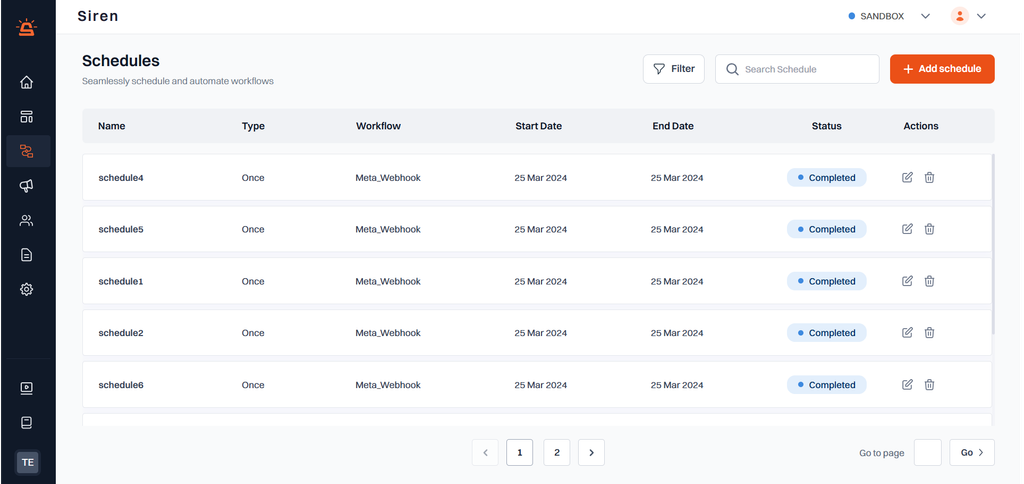 Siren
SANDBOX
Schedules
Seamlessly schedule and automate workflows
Filter
Search Schedule
+ Add schedule
Name Type Workflow Start Date End Date Status Actions
schedule4 Once Meta_Webhook 25 Mar 2024 25 Mar 2024 Completed
schedule5 Once Meta_Webhook 25 Mar 2024 25 Mar 2024 Completed
schedule1 Once Meta_Webhook 25 Mar 2024 25 Mar 2024 Completed
schedule2 Once Meta_Webhook 25 Mar 2024 25 Mar 2024 Completed
schedule6 Once Meta_Webhook 25 Mar 2024 25 Mar 2024 Completed
< 1 2 > Go to page Go >
TE